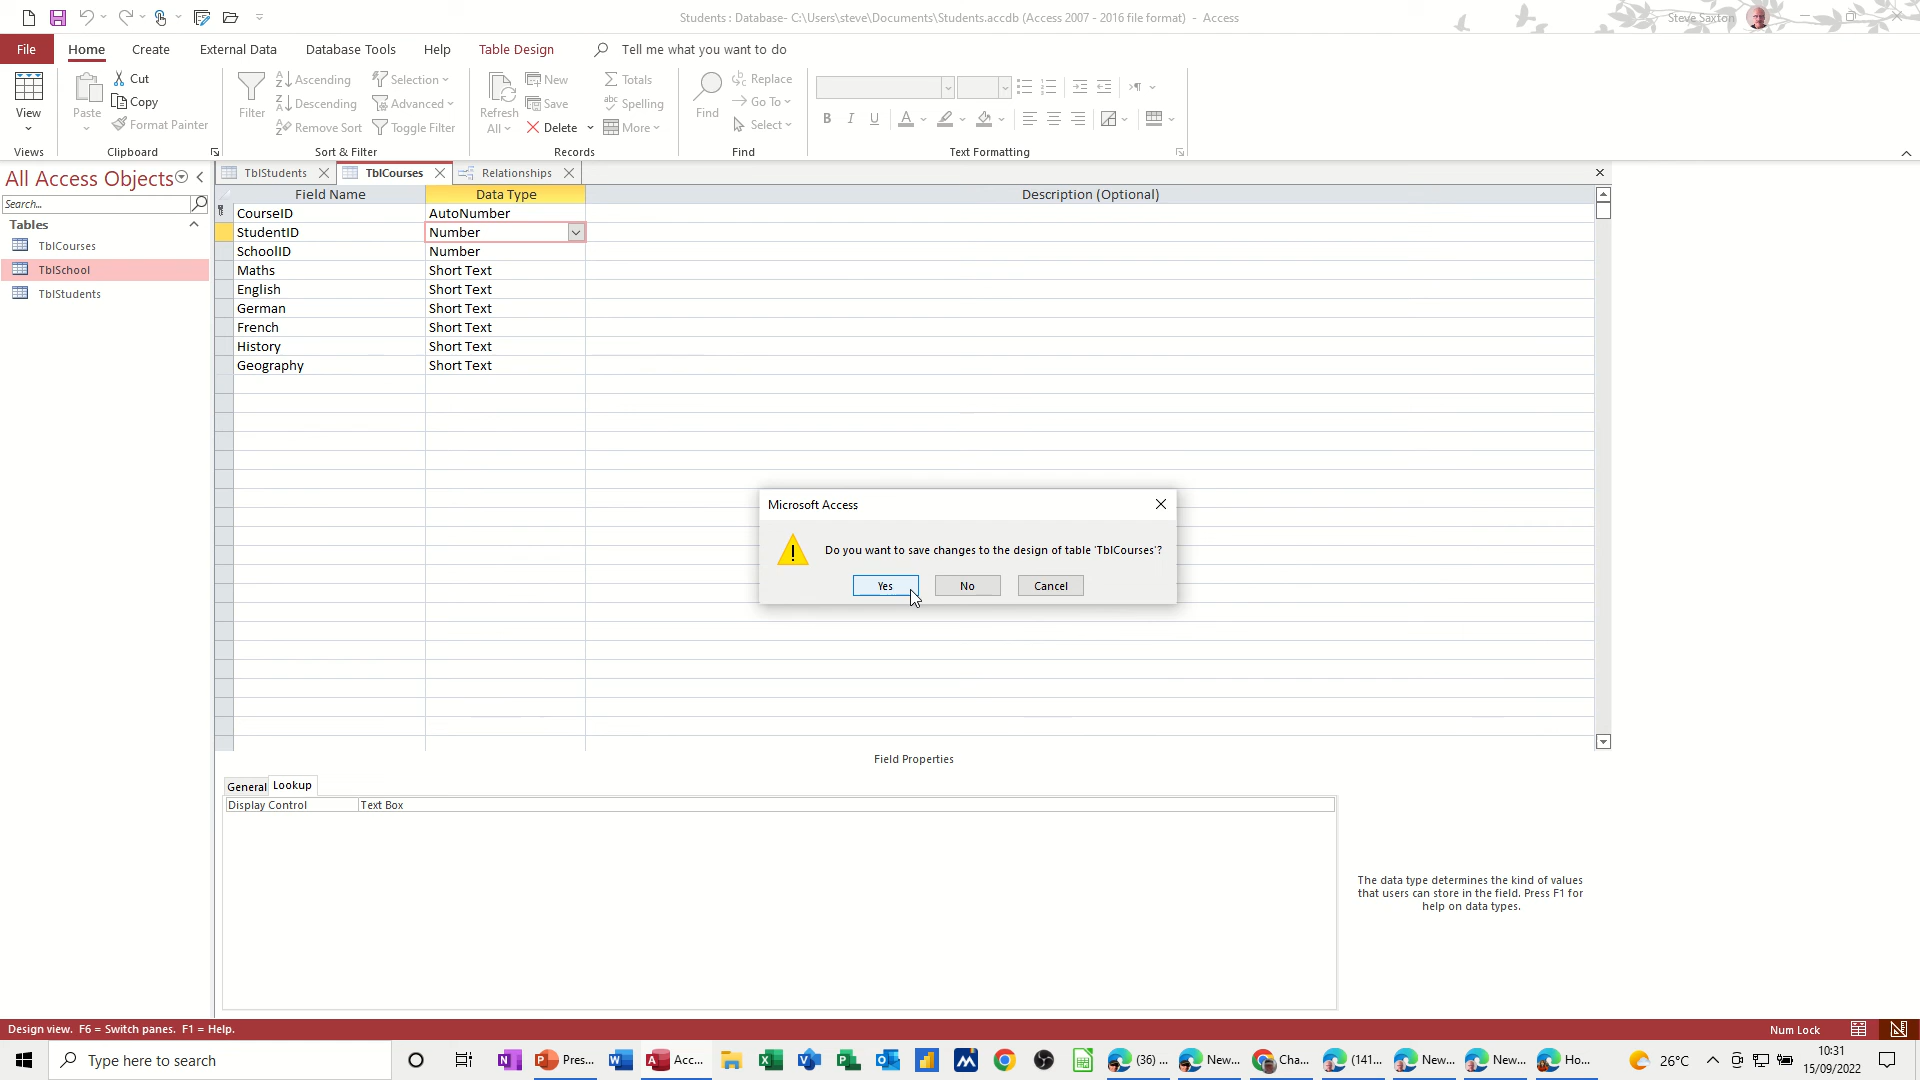 Students : Database- C:\Users\steve\Documents\Students.accdb (Access 2007 - 2016 file format) - Access
Steve Saxton
File Home Create External Data Database Tools Help Table Design Tell me what you want to do
View
Views
Paste
Cut
Copy
Format Painter
Clipboard
Filter
Ascending
Descending
Remove Sort
Selection
Advanced
Toggle Filter
Sort & Filter
Refresh
All
New
Save
Delete
Totals
Spelling
More
Records
Find
Replace
Go To
Select
Find
B I U A
Text Formatting
All Access Objects
Search...
Tables
TblCourses
TblSchool
TblStudents
TblStudents TblCourses Relationships
Field Name Data Type Description (Optional)
CourseID AutoNumber
StudentID Number
SchoolID Number
Maths Short Text
English Short Text
German Short Text
French Short Text
History Short Text
Geography Short Text
Microsoft Access
Do you want to save changes to the design of table 'TblCourses'?
Yes No Cancel
Field Properties
General Lookup
Display Control Text Box
The data type determines the kind of values
that users can store in the field. Press F1 for
help on data types.
Design view. F6 = Switch panes. F1 = Help.
Num Lock
Type here to search
Pres...
Acc...
(36) ...
New...
Cha...
(141...
New...
New...
Ho...
26°C
10:31
15/09/2022